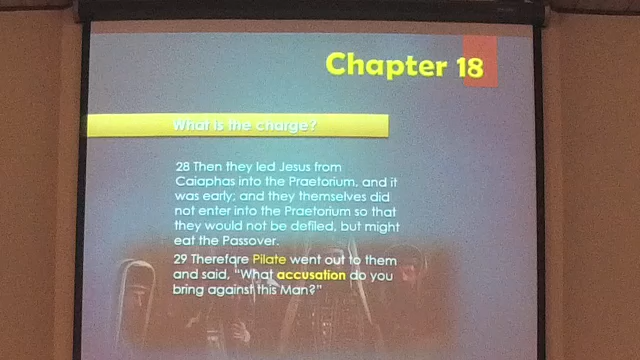 Chapter 18
What is the charge?
28 Then they led Jesus from
Caiaphas into the Praetorium, and it
was early; and they themselves did
not enter into the Praetorium so that
they would not be defiled, but might
eat the Passover.
29 Therefore Pilate went out to them
and said, “What accusation do you
bring against this Man?”